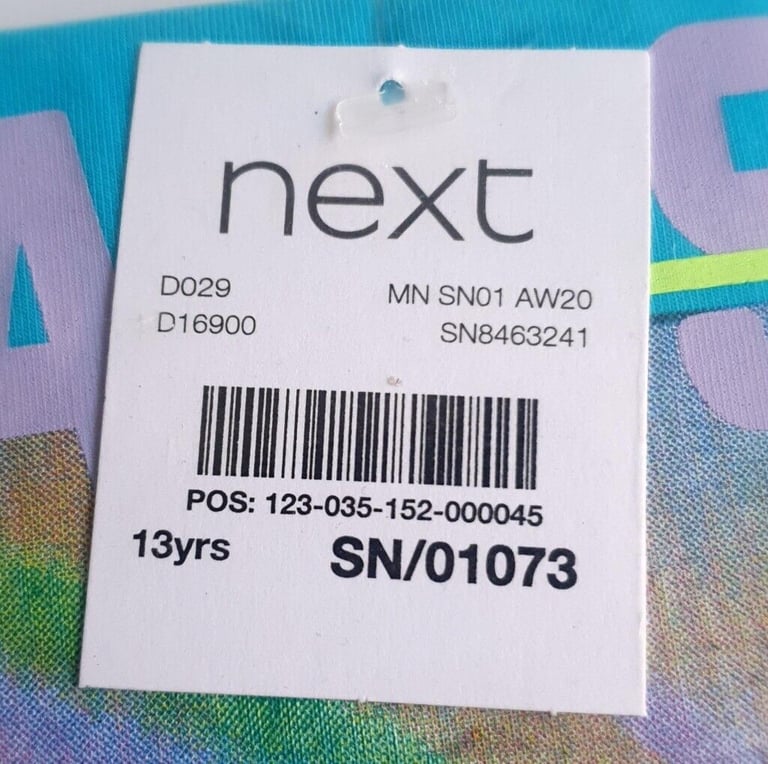 next
D029 MN SN01 AW20
D16900 SN8463241
POS: 123-035-152-000045
13yrs SN/01073